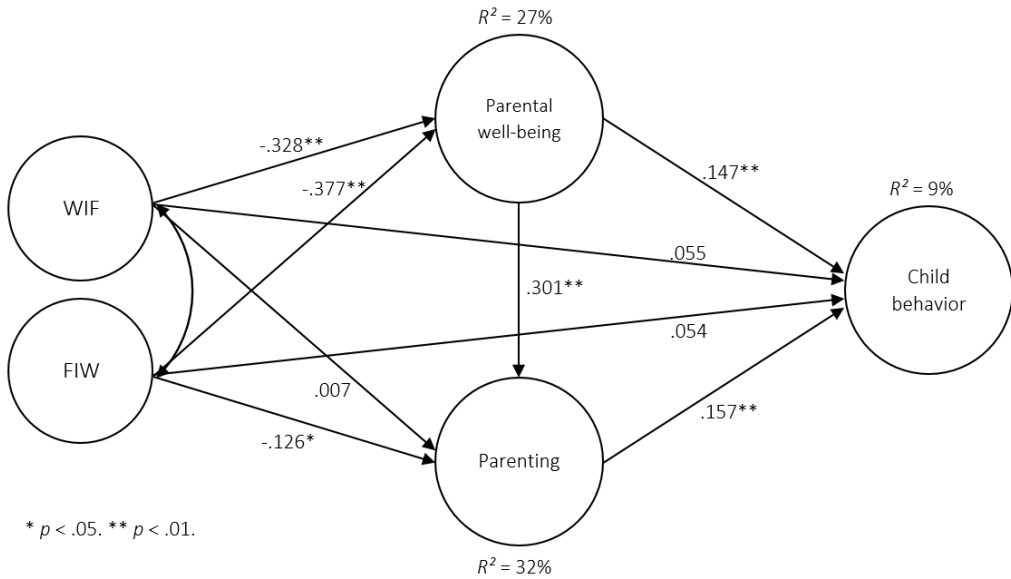 R² = 27%
Parental
well-being
-.328**
-.377**
.147**
R² = 9%
WIF
.055
Child
behavior
.301**
.054
FIW
.007
.157**
-.126*
Parenting
* p < .05. ** p < .01.
R² = 32%